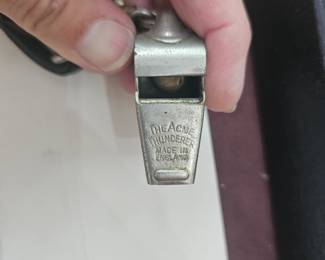 THE ACME
THUNDERER
MADE IN
ENGLAND